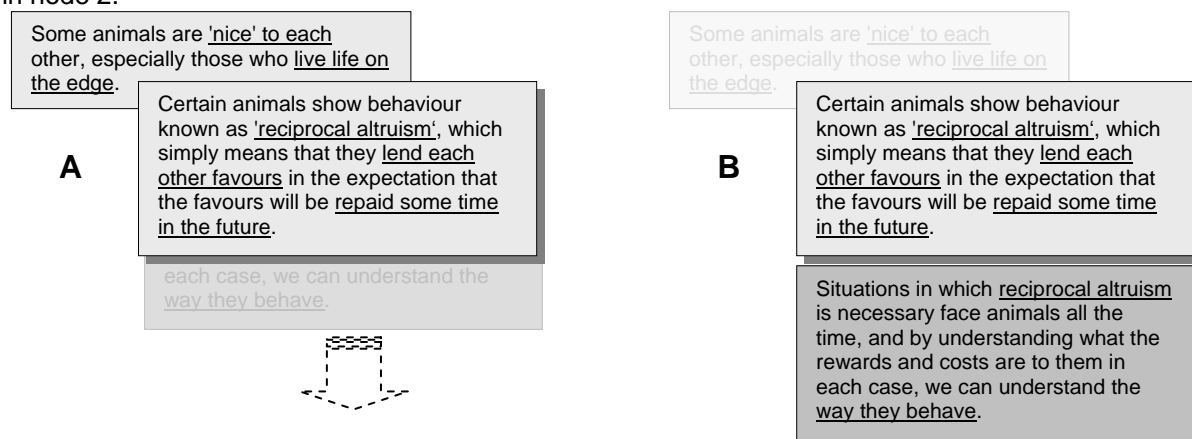 in node 2.
Some animals are 'nice' to each
other, especially those who live life on
the edge.
Certain animals show behaviour
known as 'reciprocal altruism‘, which
simply means that they lend each
other favours in the expectation that
the favours will be repaid some time
in the future.
A
each case, we can understand the
way they behave.
Some animals are 'nice' to each
other, especially those who live life on
the edge.
Certain animals show behaviour
known as 'reciprocal altruism‘, which
simply means that they lend each
other favours in the expectation that
the favours will be repaid some time
in the future.
B
Situations in which reciprocal altruism
is necessary face animals all the
time, and by understanding what the
rewards and costs are to them in
each case, we can understand the
way they behave.